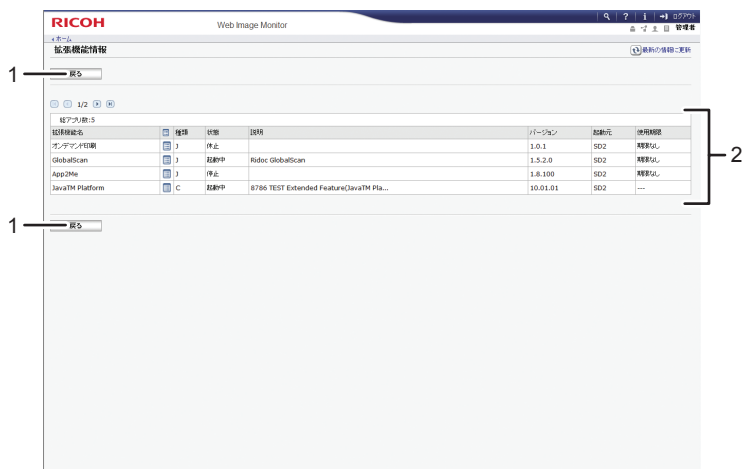 RICOH
Web Image Monitor
? i ログアウト
管理者
ホーム
拡張機能情報
最新の情報に更新
1
戻る
1/2
総アプリ数:5
拡張機能名 種類 状態 説明 バージョン 起動元 使用期限
オンデマンド印刷 J 休止 1.0.1 SD2 期限なし
GlobalScan J 起動中 Ridoc GlobalScan 1.5.2.0 SD2 期限なし
App2Me J 停止 1.8.100 SD2 期限なし
JavaTM Platform C 起動中 8786 TEST Extended Feature(JavaTM Pla... 10.01.01 SD2 ---
2
1
戻る